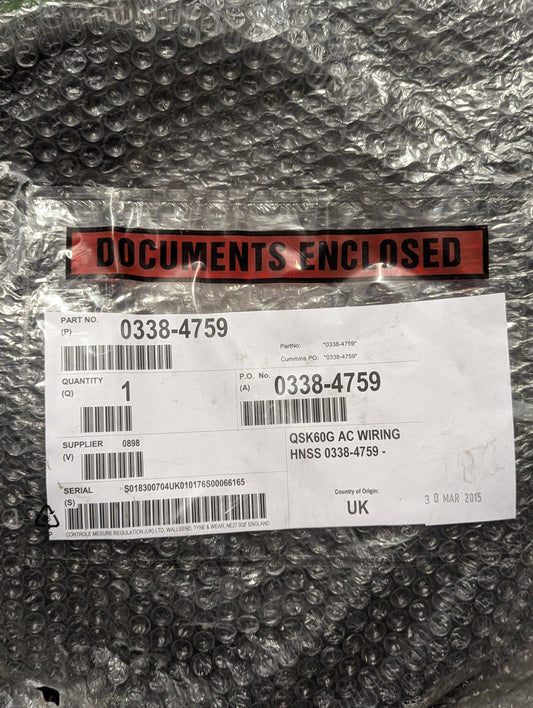 DOCUMENTS ENCLOSED
PART NO.
(P)
0338-4759
PartNo: "0338-4759"
Cummins PO: "0338-4759"
QUANTITY
(Q)
1
P.O. No.
(A)
0338-4759
SUPPLIER 0898
(V)
QSK60G AC WIRING
HNSS 0338-4759 -
SERIAL S018300704UK010176S00066165
(S)
Country of Origin:
UK
30 MAR 2015
CONTROLE MESURE REGULATION (UK) LTD, WALLSEND, TYNE & WEAR, NE27 0QF ENGLAND